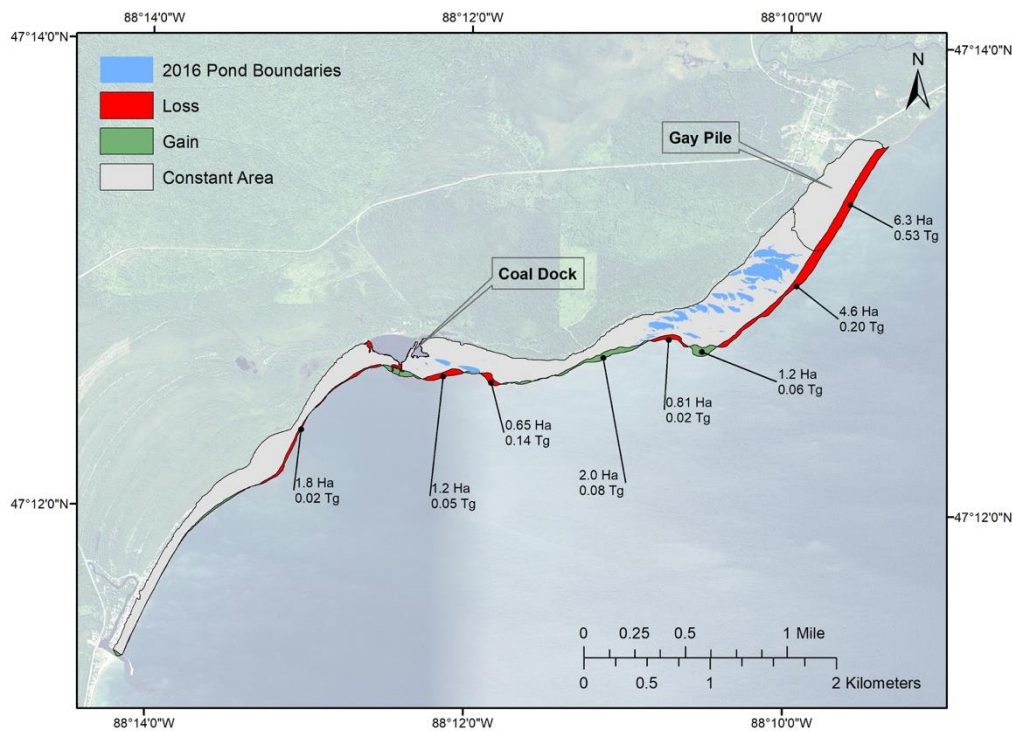 88°14'0"W
88°12'0"W
88°10'0"W
47°14'0"N
47°14'0"N
N
2016 Pond Boundaries
Loss
Gain
Constant Area
Gay Pile
6.3 Ha
0.53 Tg
Coal Dock
4.6 Ha
0.20 Tg
1.2 Ha
0.06 Tg
0.81 Ha
0.02 Tg
0.65 Ha
0.14 Tg
2.0 Ha
0.08 Tg
1.8 Ha
0.02 Tg
1.2 Ha
0.05 Tg
47°12'0"N
47°12'0"N
0 0.25 0.5 1 Mile
0 0.5 1 2 Kilometers
88°14'0"W
88°12'0"W
88°10'0"W